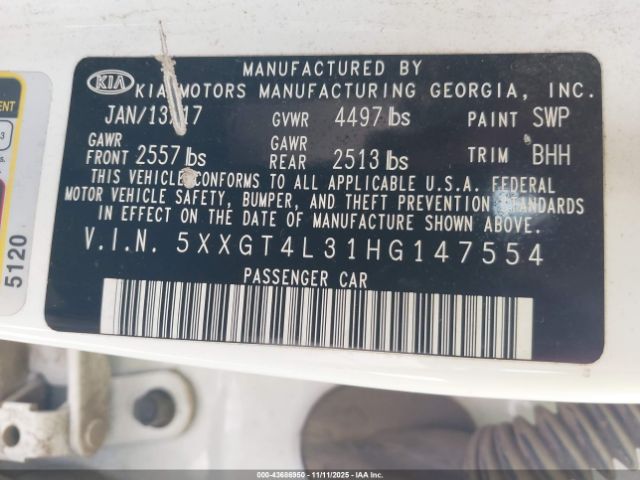 MANUFACTURED BY
KIA KIA MOTORS MANUFACTURING GEORGIA, INC.
JAN/13/17 GVWR 4497 lbs PAINT SWP
GAWR FRONT 2557 lbs GAWR REAR 2513 lbs TRIM BHH
THIS VEHICLE CONFORMS TO ALL APPLICABLE U.S.A. FEDERAL
MOTOR VEHICLE SAFETY, BUMPER, AND THEFT PREVENTION STANDARDS
IN EFFECT ON THE DATE OF MANUFACTURE SHOWN ABOVE.
V.I.N. 5XXGT4L31HG147554
PASSENGER CAR
5120
000-43686950 - 11/11/2025 - IAAI.CA